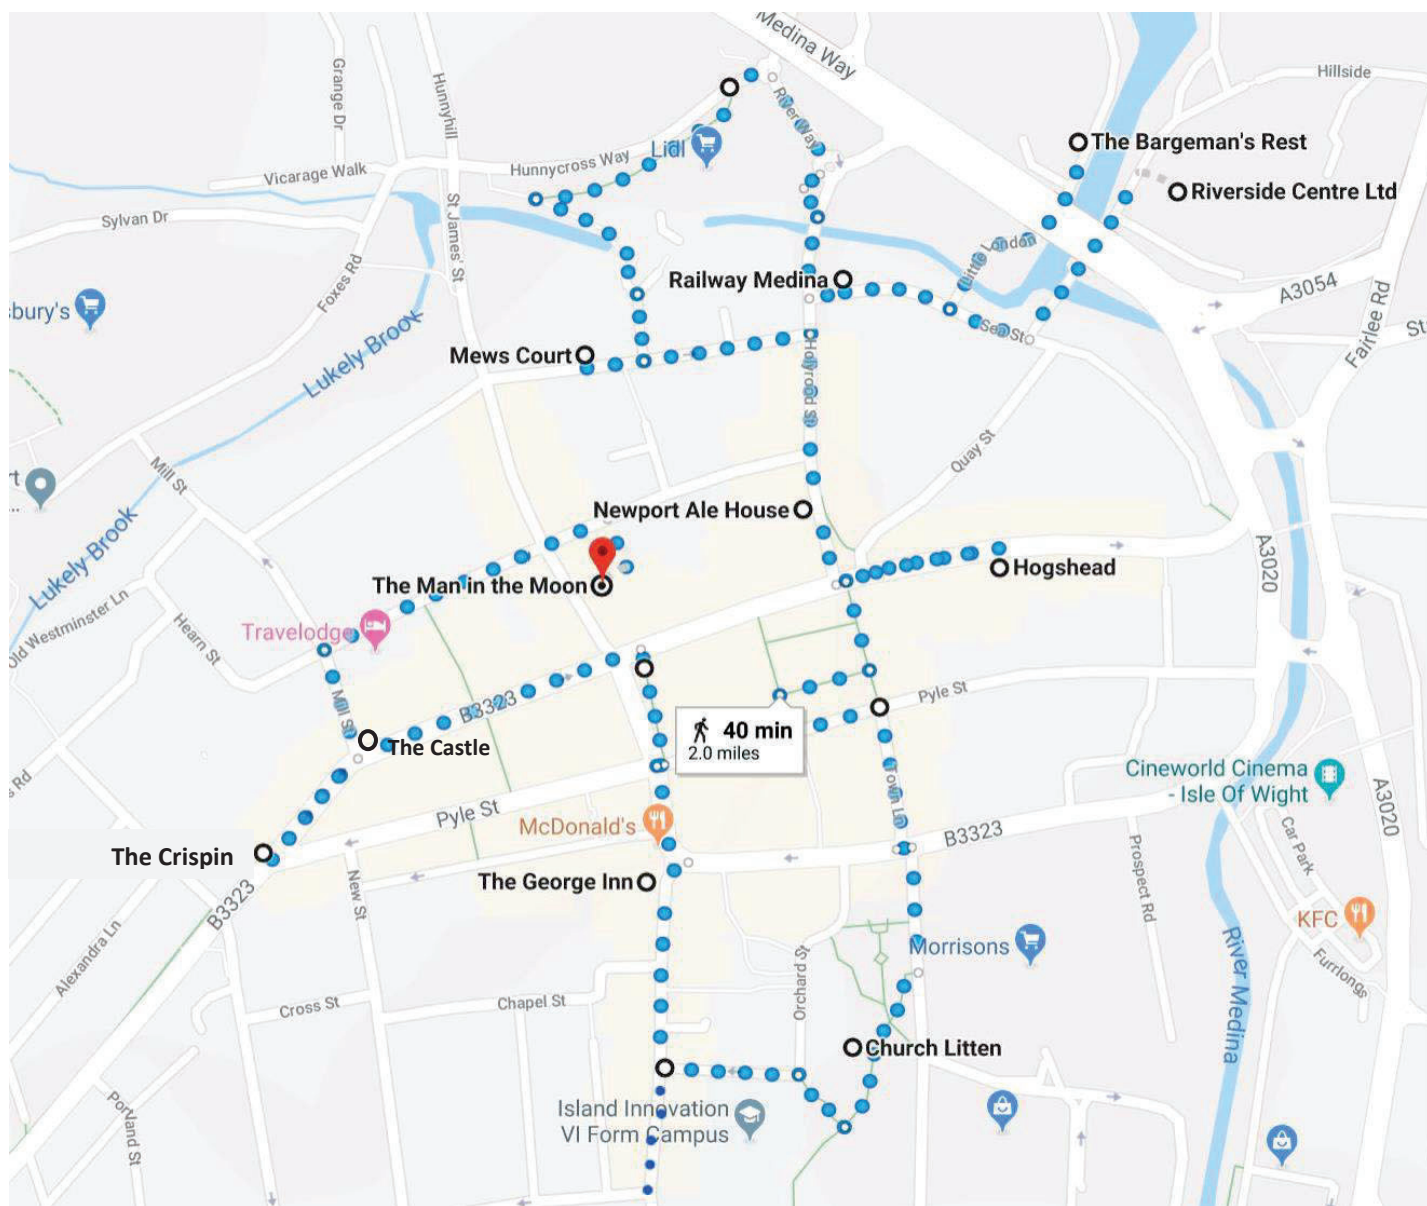 Medina Way
Hillside
Grange Dr
Hunnyhill
River Way
Lidl
The Bargeman's Rest
Hunnycross Way
Vicarage Walk
Riverside Centre Ltd
Sylvan Dr
St James' St
Little London
Foxes Rd
Railway Medina
A3054
Fairlee Rd
sbury's
St
Sea St
Lukely Brook
Mews Court
Holyrood St
Quay St
Mill St
rt
...
Newport Ale House
Lukely Brook
A3020
Hogshead
The Man in the Moon
Old Westminster Ln
Hearn St
Travelodge
Mill St
B3323
Pyle St
40 min
2.0 miles
The Castle
s Rd
Town Ln
Cineworld Cinema
- Isle Of Wight
A3020
Pyle St
McDonald's
B3323
Car Park
Prospect Rd
The Crispin
The George Inn
New St
B3323
KFC
Morrisons
Furrlongs
River Medina
Alexandra Ln
Cross St
Chapel St
Orchard St
Church Litten
Portland St
Island Innovation
VI Form Campus